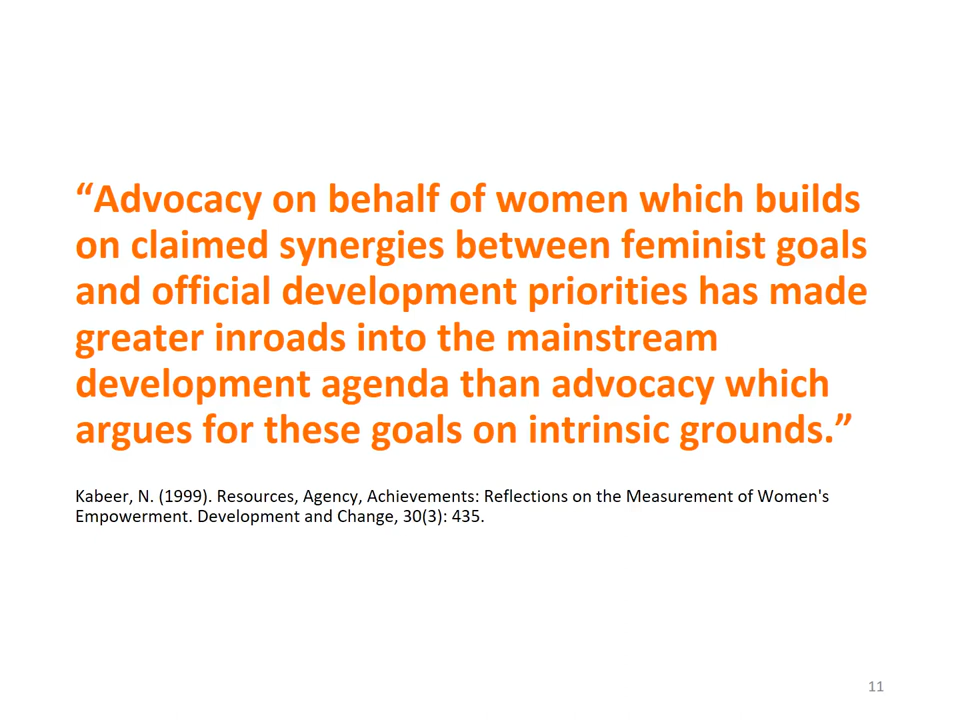 “Advocacy on behalf of women which builds
on claimed synergies between feminist goals
and official development priorities has made
greater inroads into the mainstream
development agenda than advocacy which
argues for these goals on intrinsic grounds.”
Kabeer, N. (1999). Resources, Agency, Achievements: Reflections on the Measurement of Women's
Empowerment. Development and Change, 30(3): 435.
11